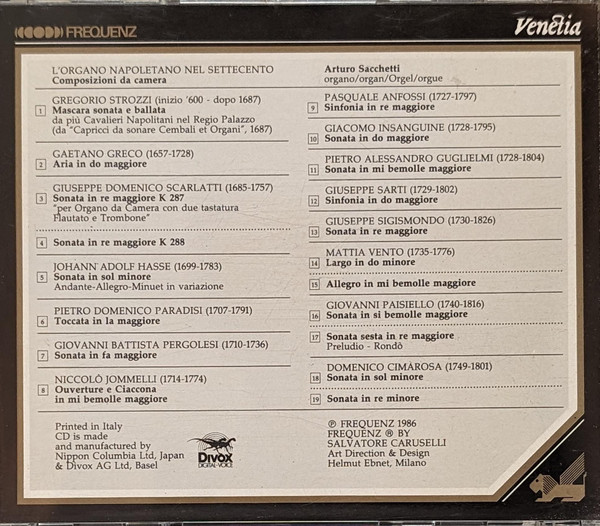 FREQUENZ
Venetia
L'ORGANO NAPOLETANO NEL SETTECENTO
Composizioni da camera
GREGORIO STROZZI (inizio '600 - dopo 1687)
1 Mascara sonata e ballata
da più Cavalieri Napolitani nel Regio Palazzo
(da "Capricci da sonare Cembali et Organi", 1687)
GAETANO GRECO (1657-1728)
2 Aria in do maggiore
GIUSEPPE DOMENICO SCARLATTI (1685-1757)
3 Sonata in re maggiore K 287
"per Organo da Camera con due tastatura
Flautato e Trombone"
4 Sonata in re maggiore K 288
JOHANN ADOLF HASSE (1699-1783)
5 Sonata in sol minore
Andante-Allegro-Minuet in variazione
PIETRO DOMENICO PARADISI (1707-1791)
6 Toccata in la maggiore
GIOVANNI BATTISTA PERGOLESI (1710-1736)
7 Sonata in fa maggiore
NICCOLÓ JOMMELLI (1714-1774)
8 Ouverture e Ciaccona
in mi bemolle maggiore
Arturo Sacchetti
organo/organ/Orgel/orgue
PASQUALE ANFOSSI (1727-1797)
9 Sinfonia in re maggiore
GIACOMO INSANGUINE (1728-1795)
10 Sonata in do maggiore
PIETRO ALESSANDRO GUGLIELMI (1728-1804)
11 Sonata in mi bemolle maggiore
GIUSEPPE SARTI (1729-1802)
12 Sinfonia in do maggiore
GIUSEPPE SIGISMONDO (1730-1826)
13 Sonata in re maggiore
MATTIA VENTO (1735-1776)
14 Largo in do minore
15 Allegro in mi bemolle maggiore
GIOVANNI PAISIELLO (1740-1816)
16 Sonata in si bemolle maggiore
17 Sonata sesta in re maggiore
Preludio - Rondò
DOMENICO CIMAROSA (1749-1801)
18 Sonata in sol minore
19 Sonata in re minore
Printed in Italy
CD is made
and manufactured by
Nippon Columbia Ltd, Japan
& Divox AG Ltd, Basel
Divox
DIGITAL-VOICE
℗ FREQUENZ 1986
FREQUENZ ® BY
SALVATORE CARUSELLI
Art Direction & Design
Helmut Ebnet, Milano